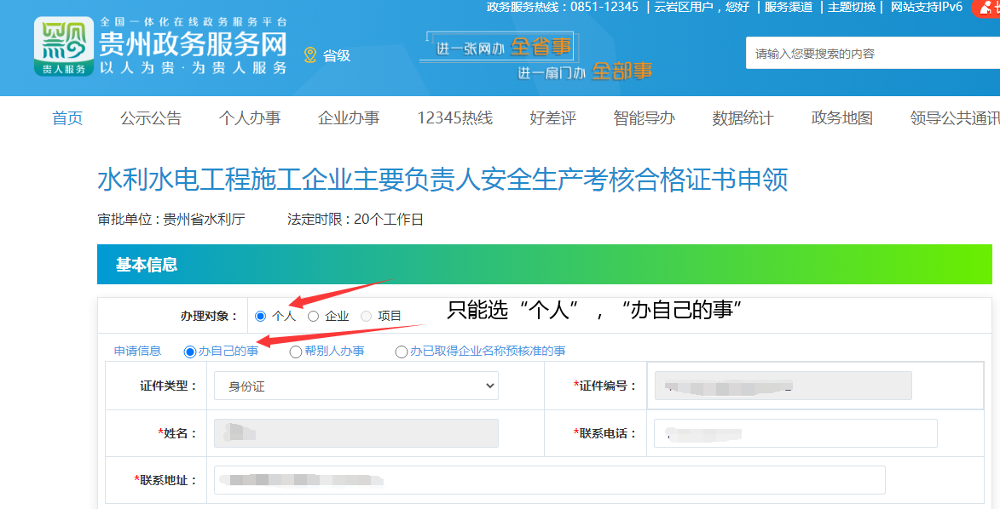 政务服务热线：0851-12345 | 云岩区用户，您好 | 服务渠道 | 主题切换 | 网站支持IPv6
全国一体化在线政务服务平台
贵州政务服务网
以人为贵·为贵人服务
贵人服务
省级
进一张网办 全省事
进一扇门办 全部事
请输入您要搜索的内容
首页 公示公告 个人办事 企业办事 12345热线 好差评 智能导办 数据统计 政务地图 领导公共通讯
水利水电工程施工企业主要负责人安全生产考核合格证书申领
审批单位：贵州省水利厅 法定时限：20个工作日
基本信息
办理对象： 个人 企业 项目
只能选“个人”，“办自己的事”
申请信息 办自己的事 帮别人办事 办已取得企业名称预核准的事
证件类型： 身份证 *证件编号：
*姓名： *联系电话：
*联系地址：